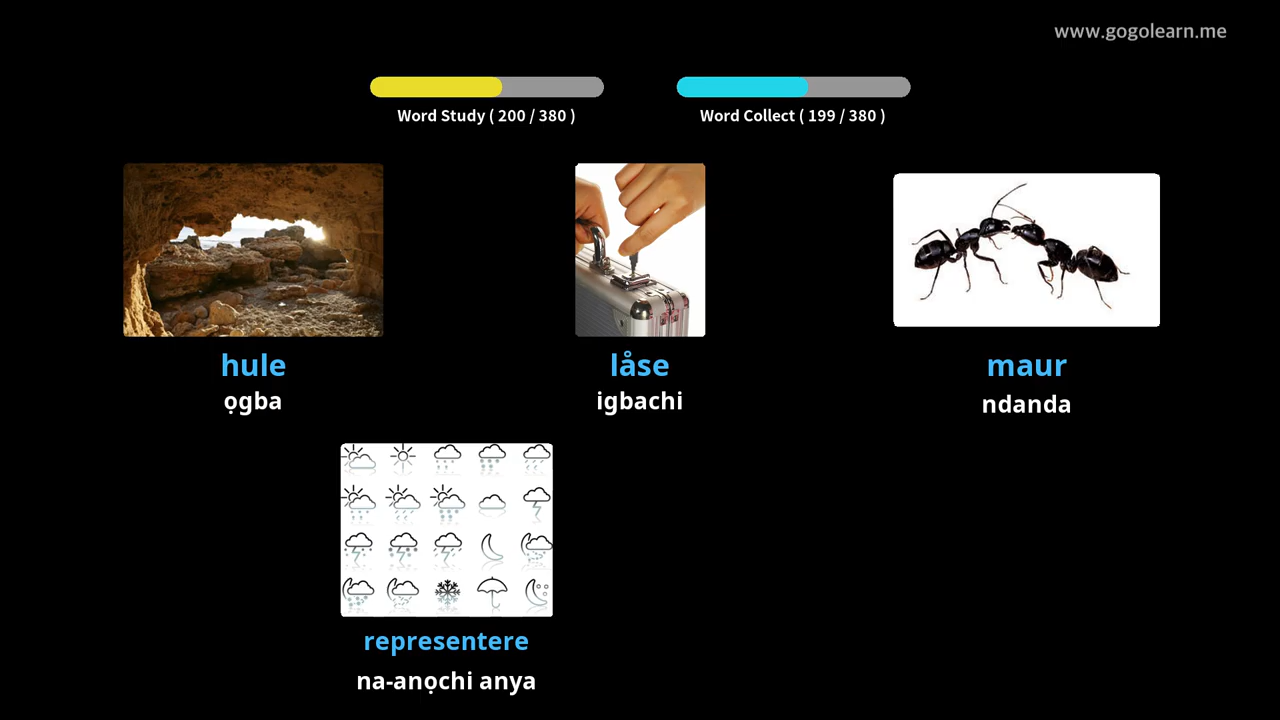 www.gogolearn.me
Word Study ( 200 / 380 )
Word Collect ( 199 / 380 )
hule
låse
maur
ọgba
igbachi
ndanda
representere
na-anọchi anya